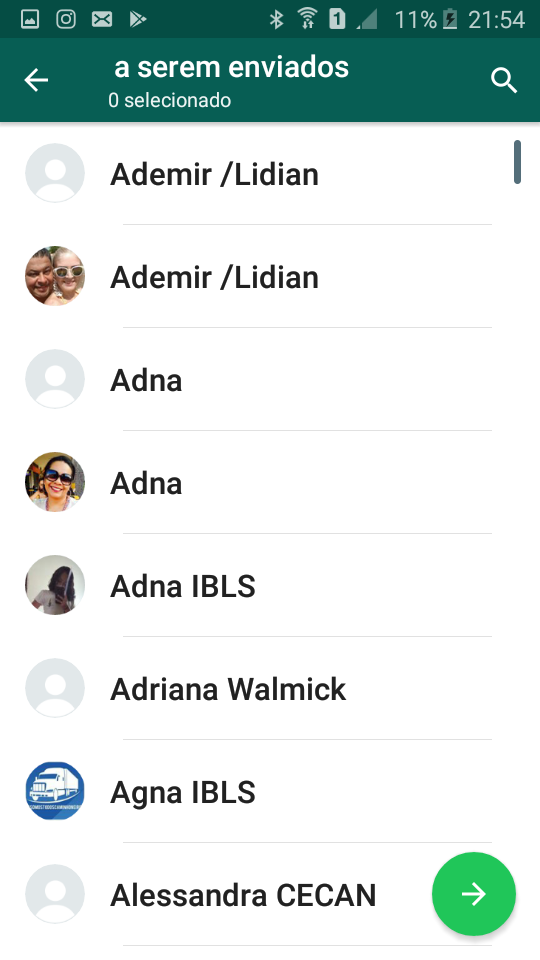 11% 21:54
a serem enviados
0 selecionado
Ademir /Lidian
Ademir /Lidian
Adna
Adna
Adna IBLS
Adriana Walmick
Agna IBLS
Alessandra CECAN